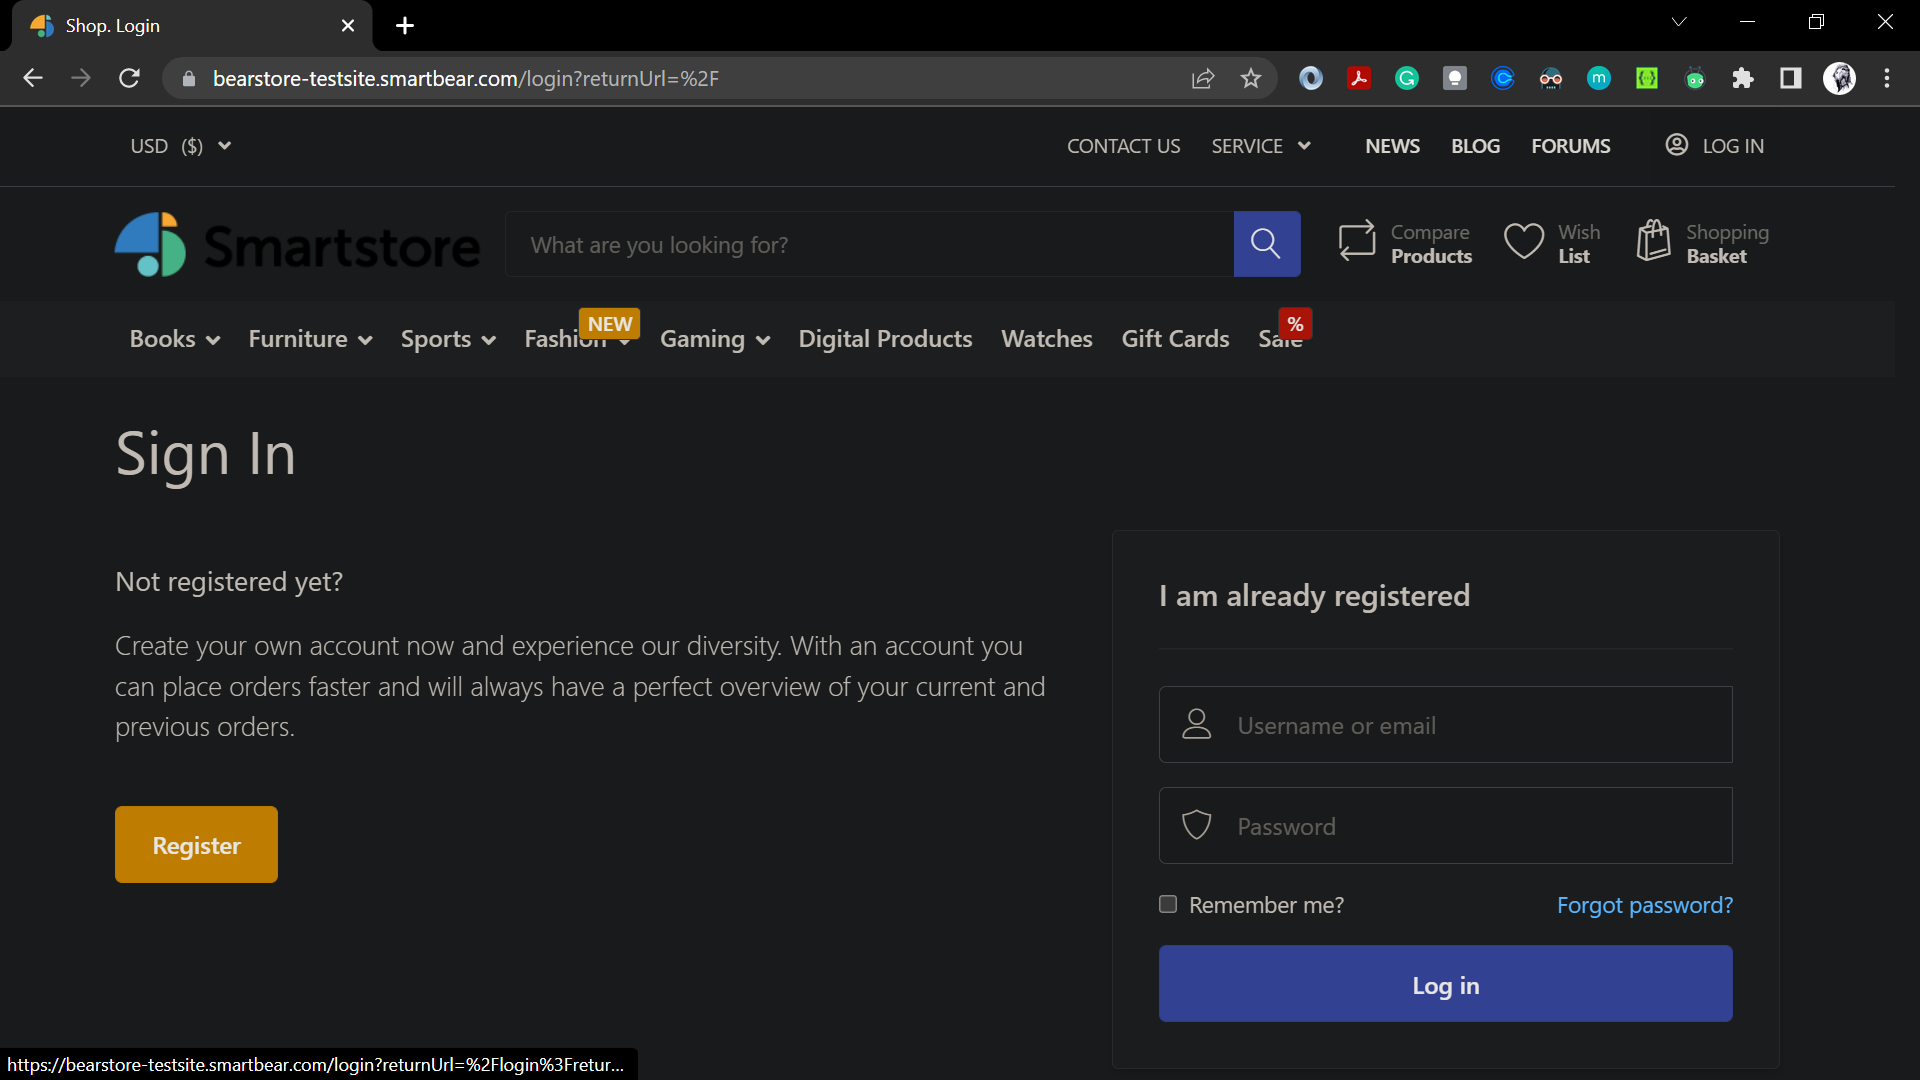 Shop. Login
bearstore-testsite.smartbear.com/login?returnUrl=%2F
USD ($)
CONTACT US SERVICE NEWS BLOG FORUMS LOG IN
Smartstore
What are you looking for?
Compare Products
Wish List
Shopping Basket
NEW
%
Books Furniture Sports Fashion Gaming Digital Products Watches Gift Cards Sale
Sign In
Not registered yet?
Create your own account now and experience our diversity. With an account you
can place orders faster and will always have a perfect overview of your current and
previous orders.
Register
I am already registered
Username or email
Password
Remember me? Forgot password?
Log in
https://bearstore-testsite.smartbear.com/login?returnUrl=%2Flogin%3Fretur...